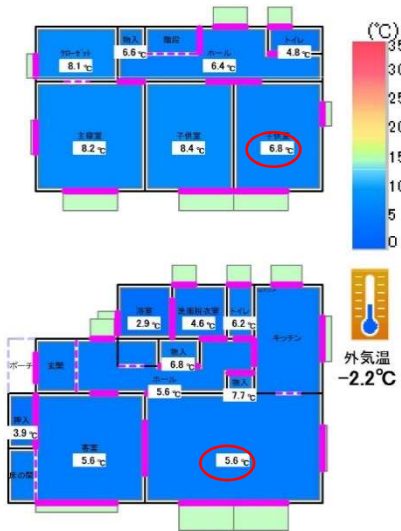 物入 階段 トイレ
(℃)
クローゼット 6.6 ℃ ホール 4.8 ℃
8.1 ℃ 6.4 ℃
35
30
25
20
15
10
5
0
主寝室 子供室 子供室
8.2 ℃ 8.4 ℃ 6.8 ℃
浴室 洗面脱衣室 トイレ
2.9 ℃ 4.6 ℃ 6.2 ℃ キッチン
ポーチ 玄関 物入
6.8 ℃
ホール 物入
5.6 ℃ 7.7 ℃
押入
3.9 ℃
客室
5.6 ℃ 5.6 ℃
床の間
外気温
-2.2℃